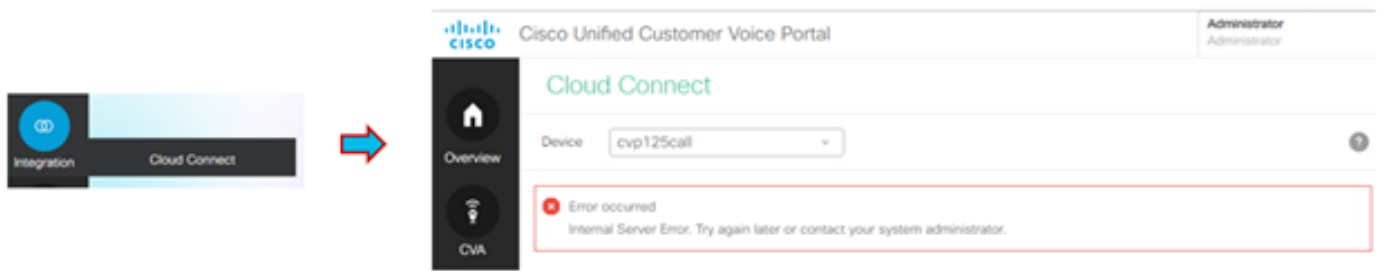 Integration
Cloud Connect
CISCO
Cisco Unified Customer Voice Portal
Administrator
Administrator
Cloud Connect
Overview
Device
cvp125call
?
CVA
Error occurred
Internal Server Error. Try again later or contact your system administrator.